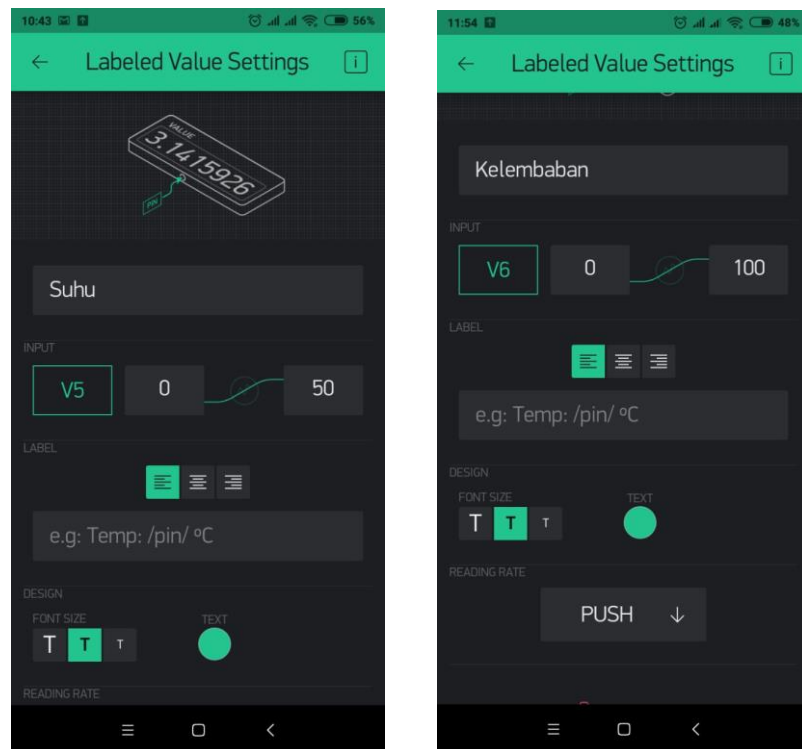 10:43 56%
Labeled Value Settings i
VALUE
3.1415926
PIN
Suhu
INPUT
V5 0 50
LABEL
e.g: Temp: /pin/ ºC
DESIGN
FONT SIZE TEXT
T T T
READING RATE
11:54 48%
Labeled Value Settings i
Kelembaban
INPUT
V6 0 100
LABEL
e.g: Temp: /pin/ ºC
DESIGN
FONT SIZE TEXT
T T T
READING RATE
PUSH ↓